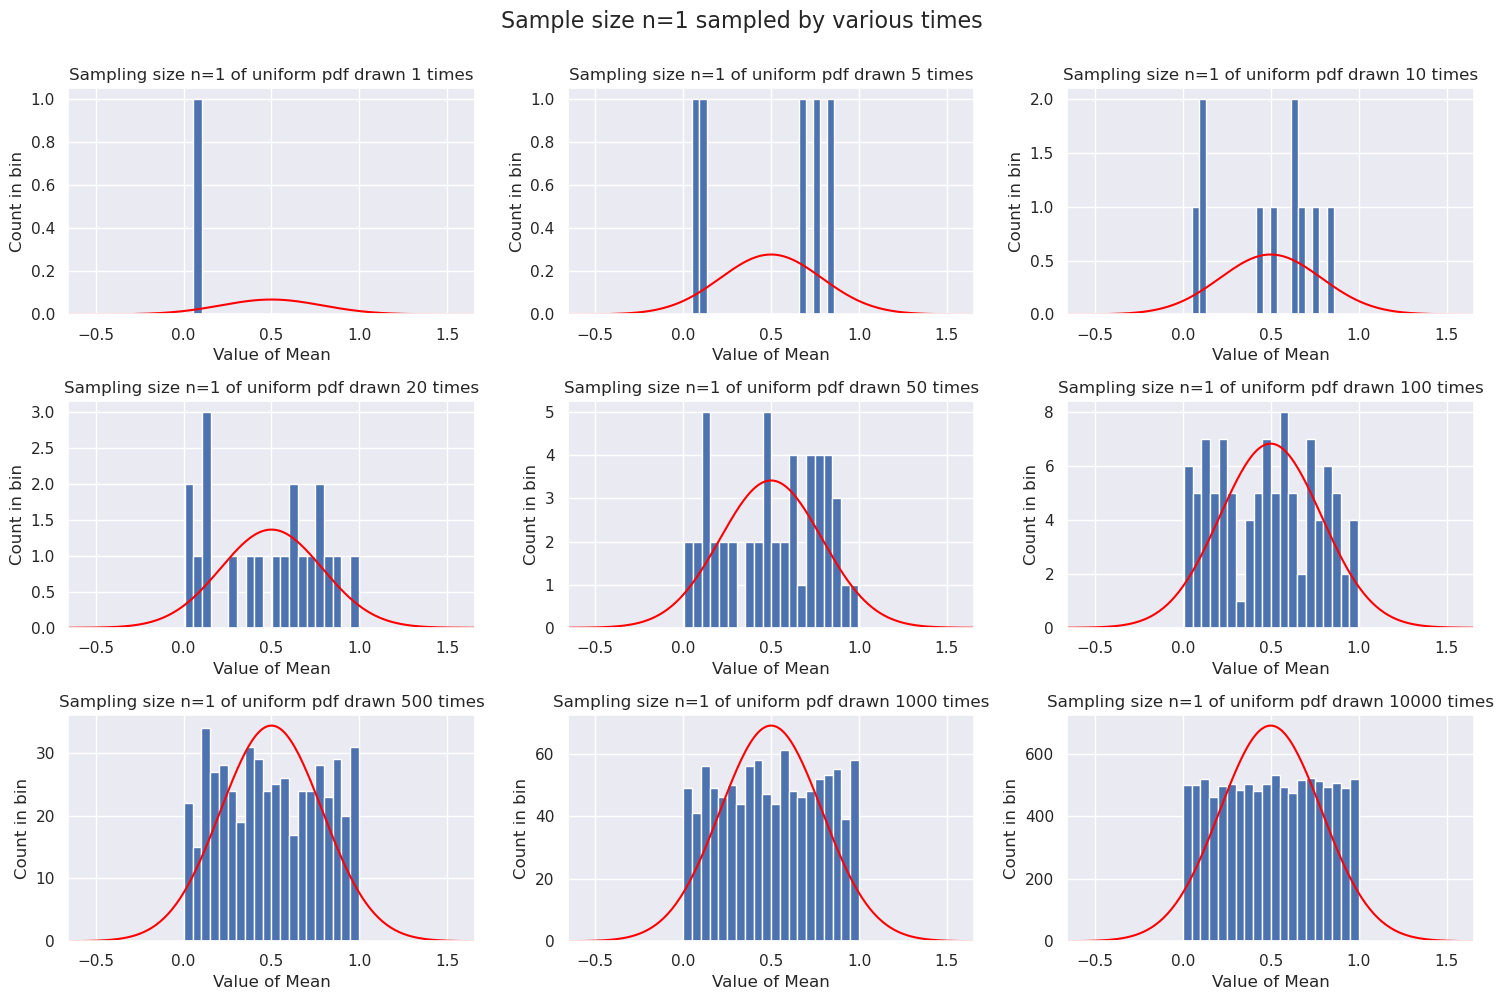 Sample size n=1 sampled by various times
Sampling size n=1 of uniform pdf drawn 1 times
1.0
0.8
0.6
0.4
0.2
0.0
Count in bin
−0.5 0.0 0.5 1.0 1.5
Value of Mean
Sampling size n=1 of uniform pdf drawn 5 times
1.0
0.8
0.6
0.4
0.2
0.0
Count in bin
−0.5 0.0 0.5 1.0 1.5
Value of Mean
Sampling size n=1 of uniform pdf drawn 10 times
2.0
1.5
1.0
0.5
0.0
Count in bin
−0.5 0.0 0.5 1.0 1.5
Value of Mean
Sampling size n=1 of uniform pdf drawn 20 times
3.0
2.5
2.0
1.5
1.0
0.5
0.0
Count in bin
−0.5 0.0 0.5 1.0 1.5
Value of Mean
Sampling size n=1 of uniform pdf drawn 50 times
5
4
3
2
1
0
Count in bin
−0.5 0.0 0.5 1.0 1.5
Value of Mean
Sampling size n=1 of uniform pdf drawn 100 times
8
6
4
2
0
Count in bin
−0.5 0.0 0.5 1.0 1.5
Value of Mean
Sampling size n=1 of uniform pdf drawn 500 times
30
20
10
0
Count in bin
−0.5 0.0 0.5 1.0 1.5
Value of Mean
Sampling size n=1 of uniform pdf drawn 1000 times
60
40
20
0
Count in bin
−0.5 0.0 0.5 1.0 1.5
Value of Mean
Sampling size n=1 of uniform pdf drawn 10000 times
600
400
200
0
Count in bin
−0.5 0.0 0.5 1.0 1.5
Value of Mean